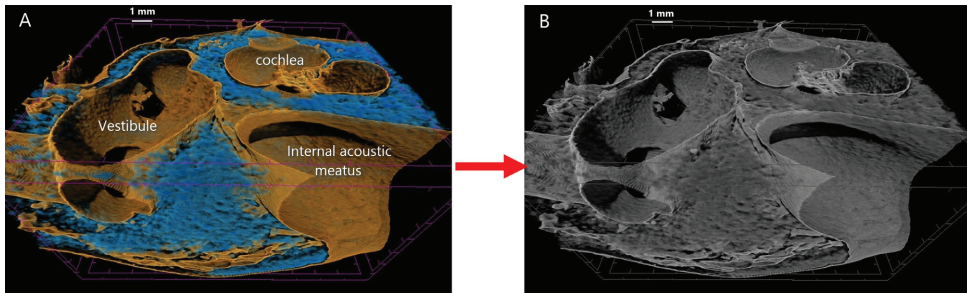 A
1 mm
cochlea
Vestibule
Internal acoustic
meatus
B
1 mm